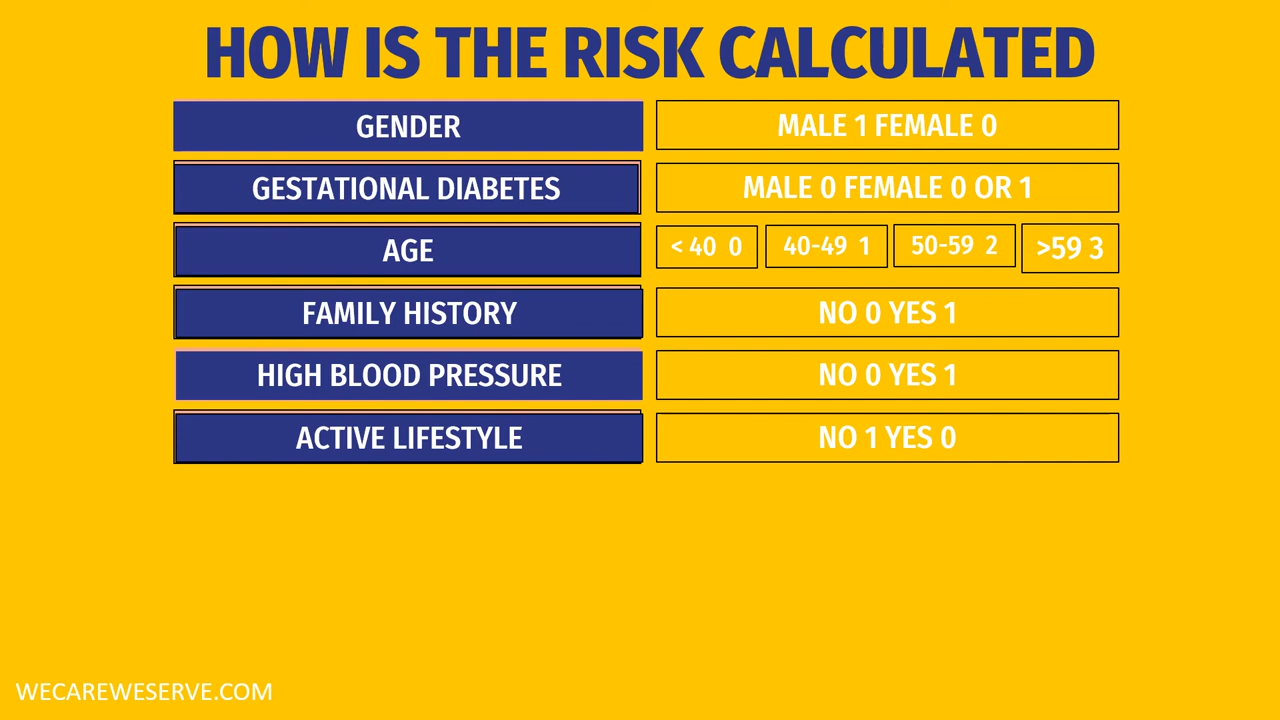 HOW IS THE RISK CALCULATED
GENDER
MALE 1 FEMALE 0
GESTATIONAL DIABETES
MALE 0 FEMALE 0 OR 1
AGE
< 40 0
40-49 1
50-59 2
>59 3
FAMILY HISTORY
NO 0 YES 1
HIGH BLOOD PRESSURE
NO 0 YES 1
ACTIVE LIFESTYLE
NO 1 YES 0
WECAREWESERVE.COM